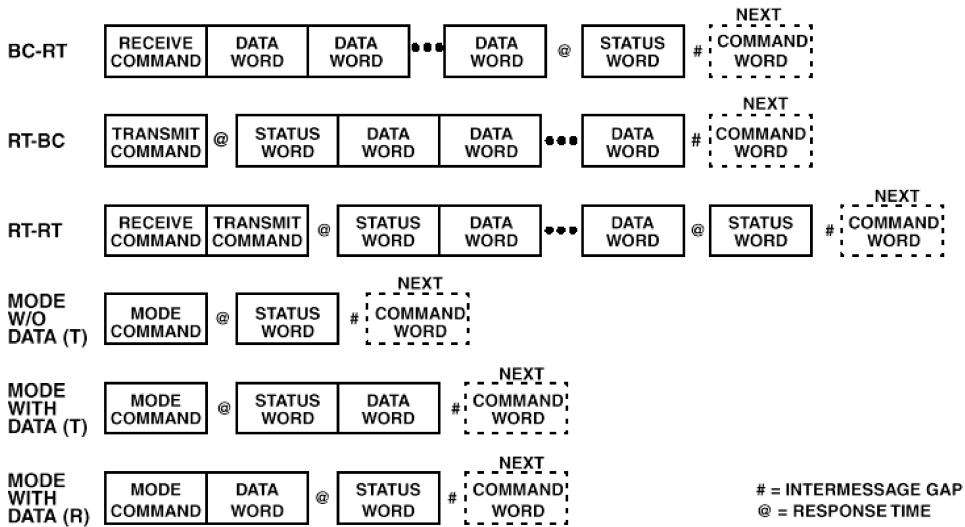 NEXT
BC-RT RECEIVE COMMAND DATA WORD DATA WORD DATA WORD @ STATUS WORD # COMMAND WORD
NEXT
RT-BC TRANSMIT COMMAND @ STATUS WORD DATA WORD DATA WORD DATA WORD # COMMAND WORD
NEXT
RT-RT RECEIVE COMMAND TRANSMIT COMMAND @ STATUS WORD DATA WORD DATA WORD @ STATUS WORD # COMMAND WORD
NEXT
MODE W/O DATA (T) MODE COMMAND @ STATUS WORD # COMMAND WORD
NEXT
MODE WITH DATA (T) MODE COMMAND @ STATUS WORD DATA WORD # COMMAND WORD
NEXT
MODE WITH DATA (R) MODE COMMAND DATA WORD @ STATUS WORD # COMMAND WORD
# = INTERMESSAGE GAP
@ = RESPONSE TIME